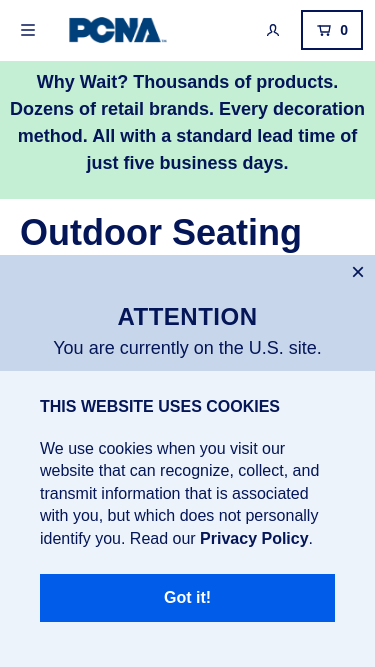 PCNA
0
Why Wait? Thousands of products.
Dozens of retail brands. Every decoration
method. All with a standard lead time of
just five business days.
Outdoor Seating
ATTENTION
You are currently on the U.S. site.
THIS WEBSITE USES COOKIES
We use cookies when you visit our
website that can recognize, collect, and
transmit information that is associated
with you, but which does not personally
identify you. Read our Privacy Policy.
Got it!